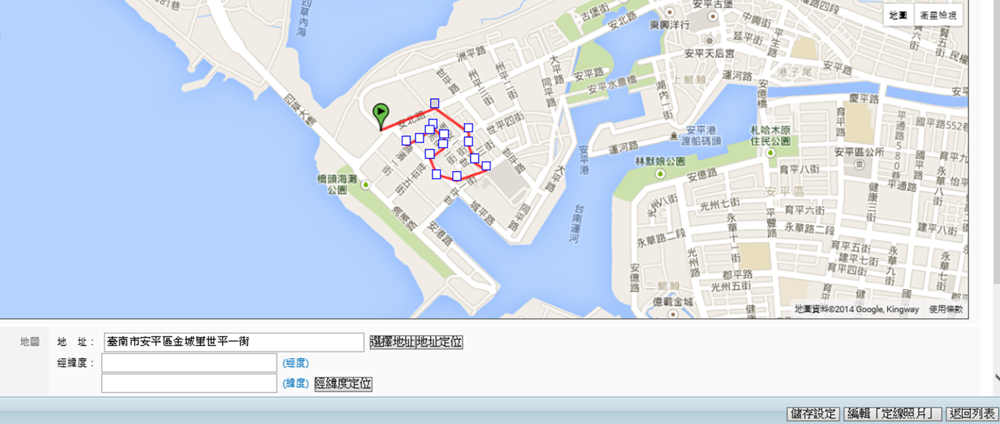 四草內海
古堡街
安北路
東興洋行
安平古堡
中興街
延平街
平生路
地圖
衛星檢視
安平天后宮
安平路
運河路
港子尾
上鯤鯓
湖內一街
安億橋
安平水景橋
安平路
大平路
同平路
洲平路
世平路
州平三街
州平二街
四草大橋
安北路
世平四街
世平路
世平一街
漁濱路
安港路
城平路
同平路
大平路
橋頭海灘
公園
安平港
台南運河
運河路
安平港
渡船碼頭
林默娘公園
札哈木原
住民公園
慶平路
育平路
平通路580巷
國平路552巷
國平路
安平區公所
育平九街
永華八街
平通路
安億路
育平八街
安平區
健康三街
光州八街
光州七街
平豐路
育平六街
永華路二段
永華路二段
建平八街
永華十一街
育平五街
建平七街
育平四街
永華九街
永華七街
光州路
郡平路
光州五街
安億路
二鯤鯓
億載金城
地圖資料©2014 Google, Kingway
使用條款
地圖
地 址：
臺南市安平區金城里世平一街
選擇地址
地址定位
經緯度：
(經度)
(緯度)
經緯度定位
儲存設定
編輯「定線照片」
返回列表